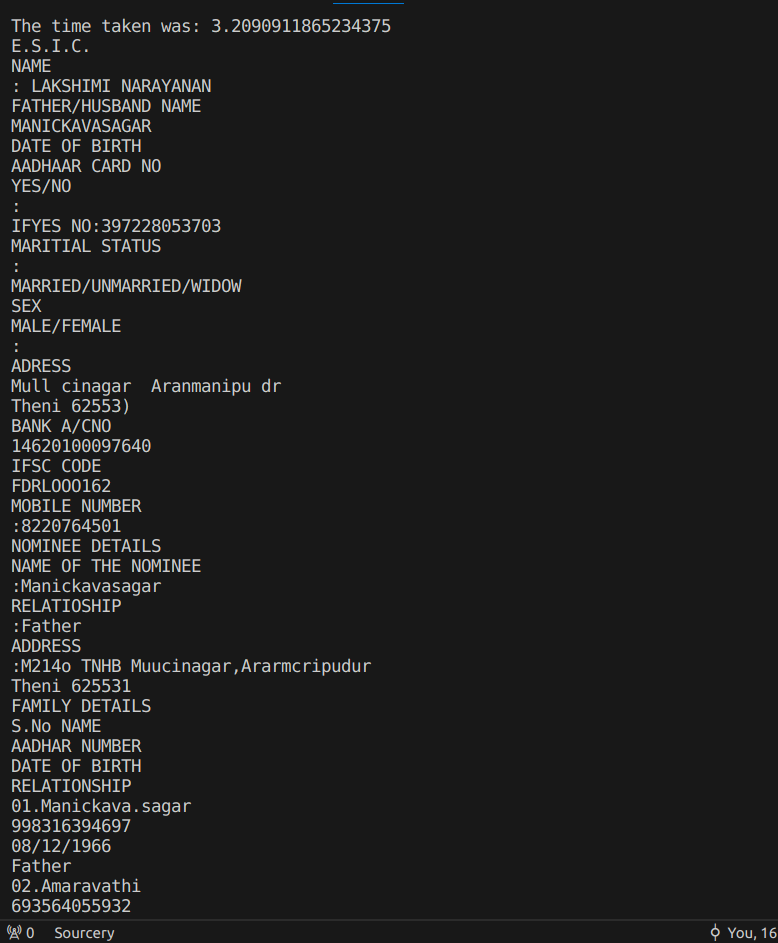 The time taken was: 3.2090911865234375
E.S.I.C.
NAME
: LAKSHIMI NARAYANAN
FATHER/HUSBAND NAME
MANICKAVASAGAR
DATE OF BIRTH
AADHAAR CARD NO
YES/NO
:
IFYES NO:397228053703
MARITIAL STATUS
:
MARRIED/UNMARRIED/WIDOW
SEX
MALE/FEMALE
:
ADRESS
Mull cinagar  Aranmanipu dr
Theni 62553)
BANK A/CNO
14620100097640
IFSC CODE
FDRLOOO162
MOBILE NUMBER
:8220764501
NOMINEE DETAILS
NAME OF THE NOMINEE
:Manickavasagar
RELATIOSHIP
:Father
ADDRESS
:M214o TNHB Muucinagar,Ararmcripudur
Theni 625531
FAMILY DETAILS
S.No NAME
AADHAR NUMBER
DATE OF BIRTH
RELATIONSHIP
01.Manickava.sagar
998316394697
08/12/1966
Father
02.Amaravathi
693564055932
0 Sourcery You, 16